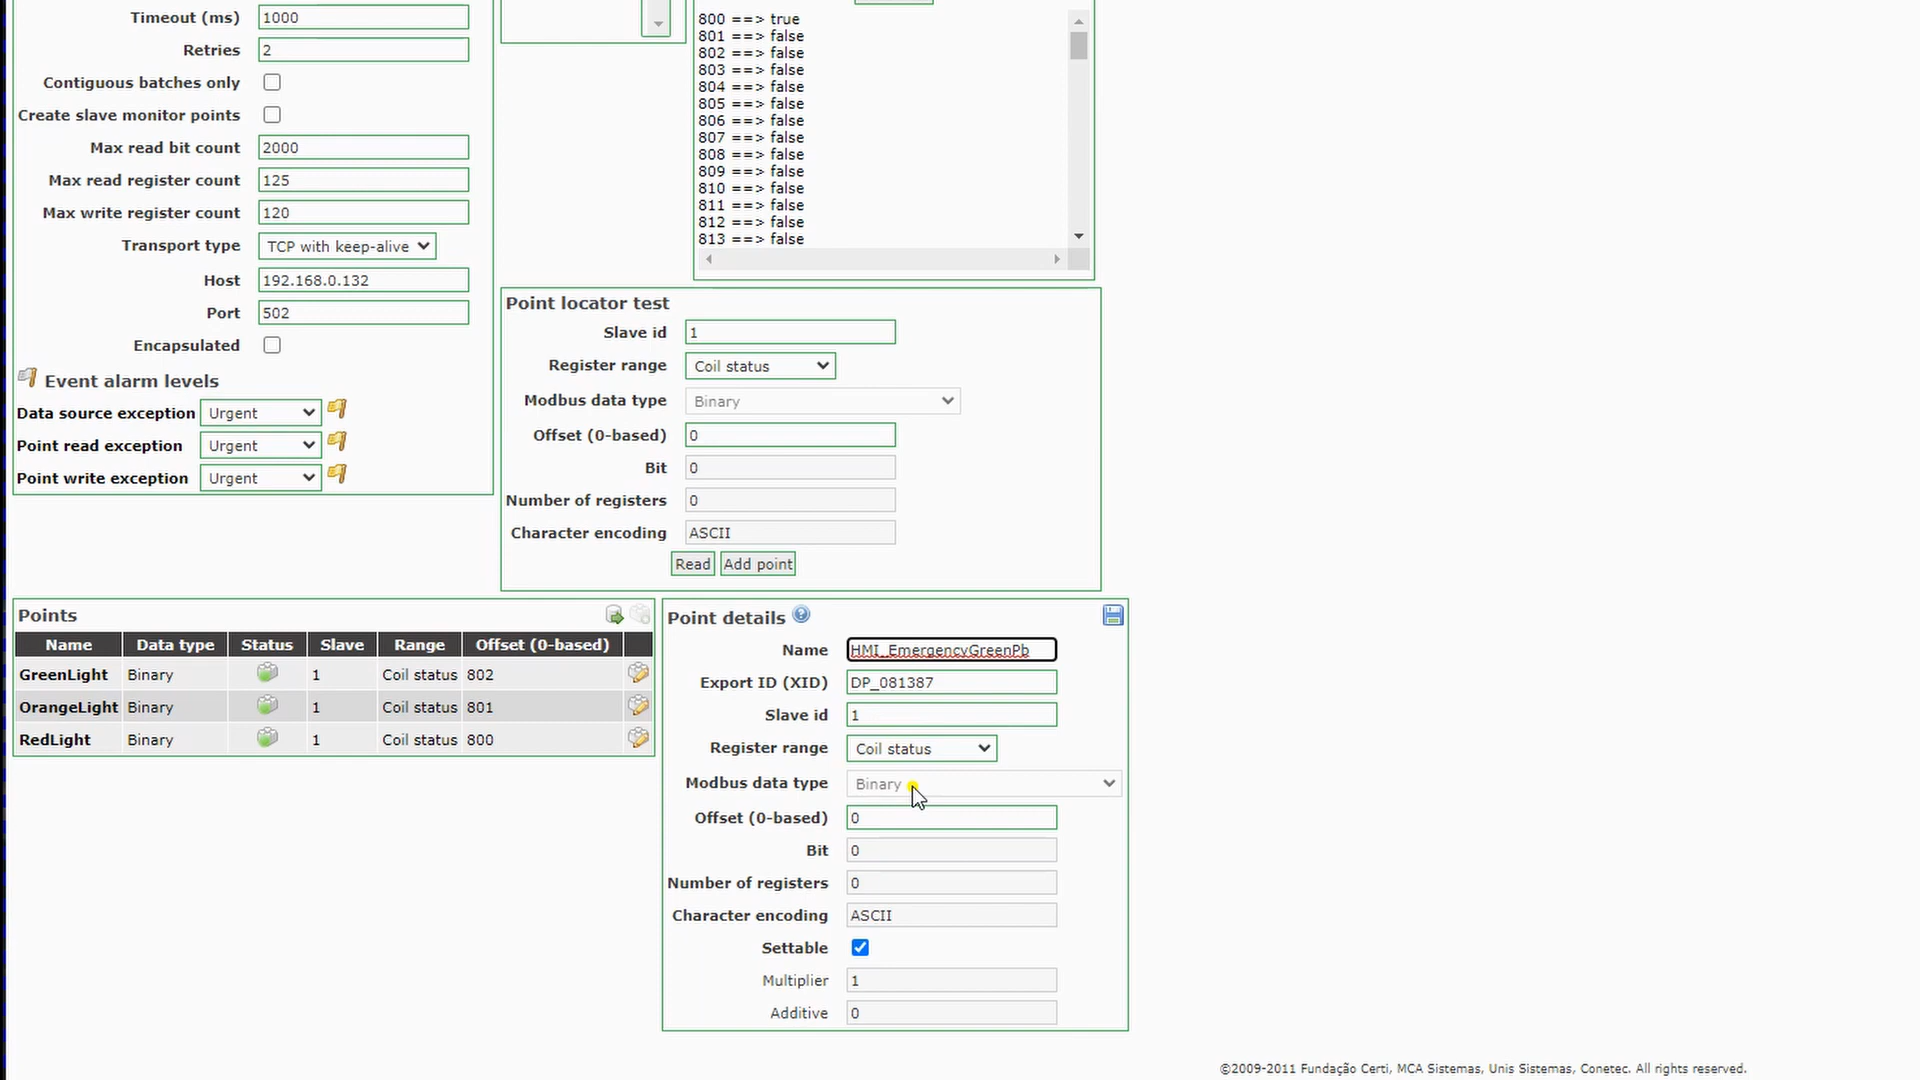 Timeout (ms) 1000
Retries 2
Contiguous batches only
Create slave monitor points
Max read bit count 2000
Max read register count 125
Max write register count 120
Transport type TCP with keep-alive
Host 192.168.0.132
Port 502
Encapsulated
Event alarm levels
Data source exception Urgent
Point read exception Urgent
Point write exception Urgent
800 ==> true
801 ==> false
802 ==> false
803 ==> false
804 ==> false
805 ==> false
806 ==> false
807 ==> false
808 ==> false
809 ==> false
810 ==> false
811 ==> false
812 ==> false
813 ==> false
Point locator test
Slave id 1
Register range Coil status
Modbus data type Binary
Offset (0-based) 0
Bit 0
Number of registers 0
Character encoding ASCII
Read Add point
Points
Name Data type Status Slave Range Offset (0-based)
GreenLight Binary 1 Coil status 802
OrangeLight Binary 1 Coil status 801
RedLight Binary 1 Coil status 800
Point details
Name HMI_EmergencyGreenPb
Export ID (XID) DP_081387
Slave id 1
Register range Coil status
Modbus data type Binary
Offset (0-based) 0
Bit 0
Number of registers 0
Character encoding ASCII
Settable
Multiplier 1
Additive 0
©2009-2011 Fundação Certi, MCA Sistemas, Unis Sistemas, Conetec. All rights reserved.